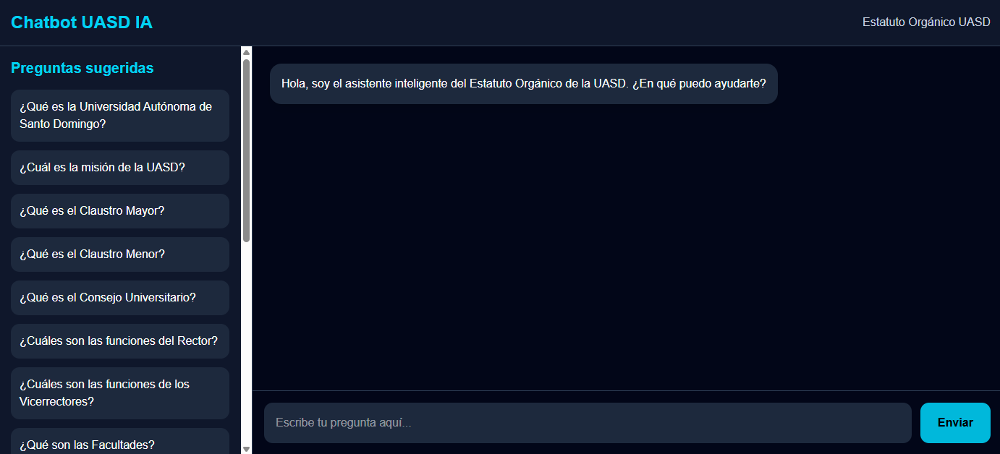 Chatbot UASD IA
Estatuto Orgánico UASD
Preguntas sugeridas
¿Qué es la Universidad Autónoma de
Santo Domingo?
¿Cuál es la misión de la UASD?
¿Qué es el Claustro Mayor?
¿Qué es el Claustro Menor?
¿Qué es el Consejo Universitario?
¿Cuáles son las funciones del Rector?
¿Cuáles son las funciones de los
Vicerrectores?
¿Qué son las Facultades?
Hola, soy el asistente inteligente del Estatuto Orgánico de la UASD. ¿En qué puedo ayudarte?
Escribe tu pregunta aquí...
Enviar